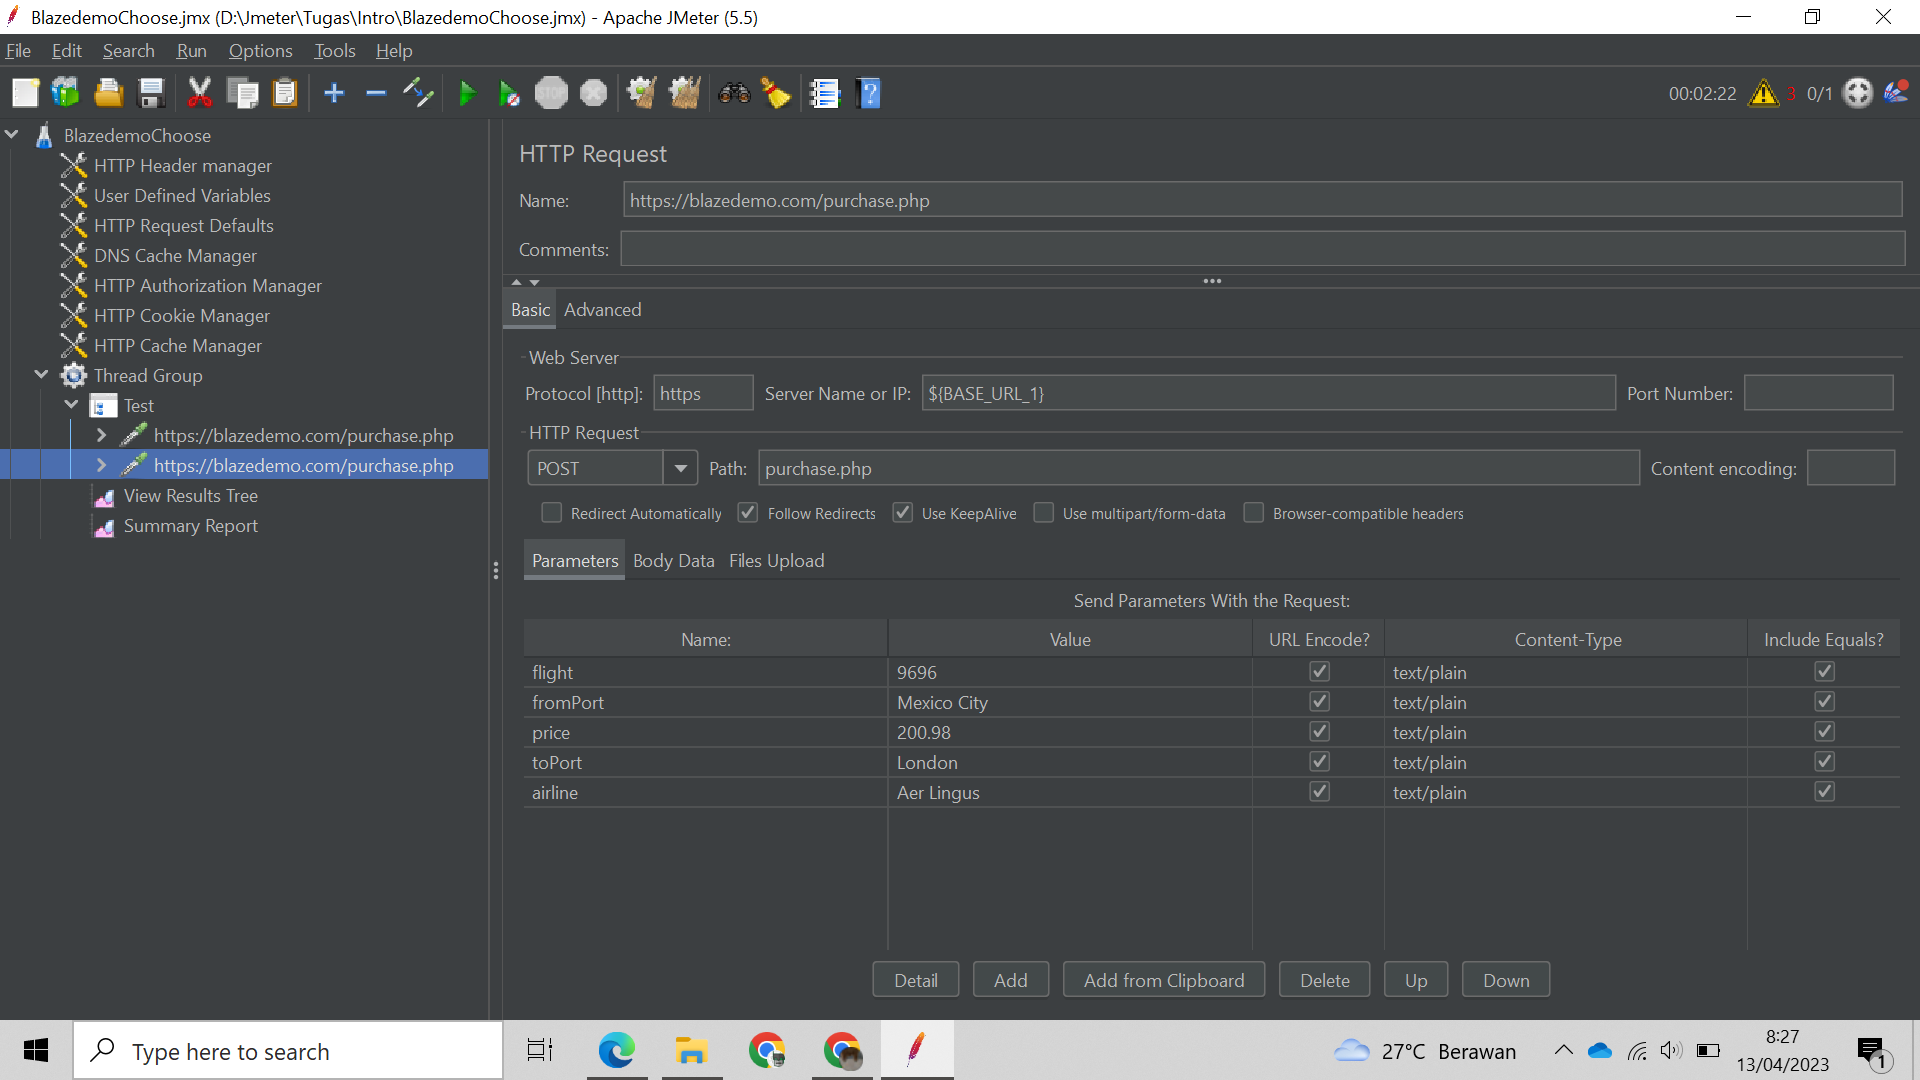 BlazedemoChoose.jmx (D:\Jmeter\Tugas\Intro\BlazedemoChoose.jmx) - Apache JMeter (5.5)
File Edit Search Run Options Tools Help
STOP
00:02:22 3 0/1
BlazedemoChoose
HTTP Header manager
User Defined Variables
HTTP Request Defaults
DNS Cache Manager
HTTP Authorization Manager
HTTP Cookie Manager
HTTP Cache Manager
Thread Group
Test
https://blazedemo.com/purchase.php
https://blazedemo.com/purchase.php
View Results Tree
Summary Report
HTTP Request
Name: https://blazedemo.com/purchase.php
Comments:
Basic Advanced
Web Server
Protocol [http]: https Server Name or IP: ${BASE_URL_1} Port Number:
HTTP Request
POST Path: purchase.php Content encoding:
Redirect Automatically Follow Redirects Use KeepAlive Use multipart/form-data Browser-compatible headers
Parameters Body Data Files Upload
Send Parameters With the Request:
Name: Value URL Encode? Content-Type Include Equals?
flight 9696 text/plain
fromPort Mexico City text/plain
price 200.98 text/plain
toPort London text/plain
airline Aer Lingus text/plain
Detail Add Add from Clipboard Delete Up Down
Type here to search
27°C Berawan
8:27
13/04/2023
1